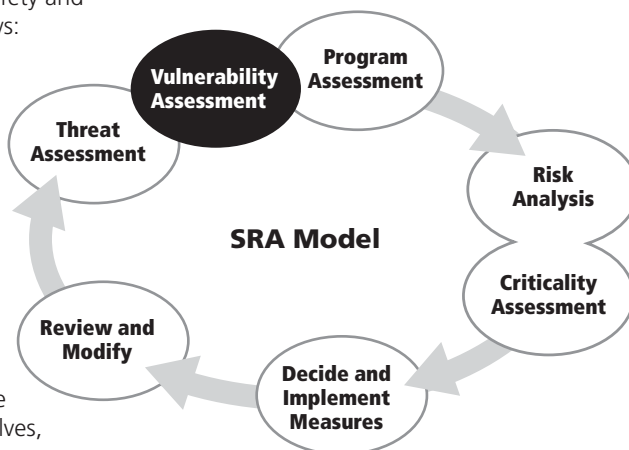 fety and
ys:
Program
Assessment
Vulnerability
Assessment
Threat
Assessment
Risk
Analysis
SRA Model
Criticality
Assessment
Review and
Modify
Decide and
Implement
Measures
e
lves,